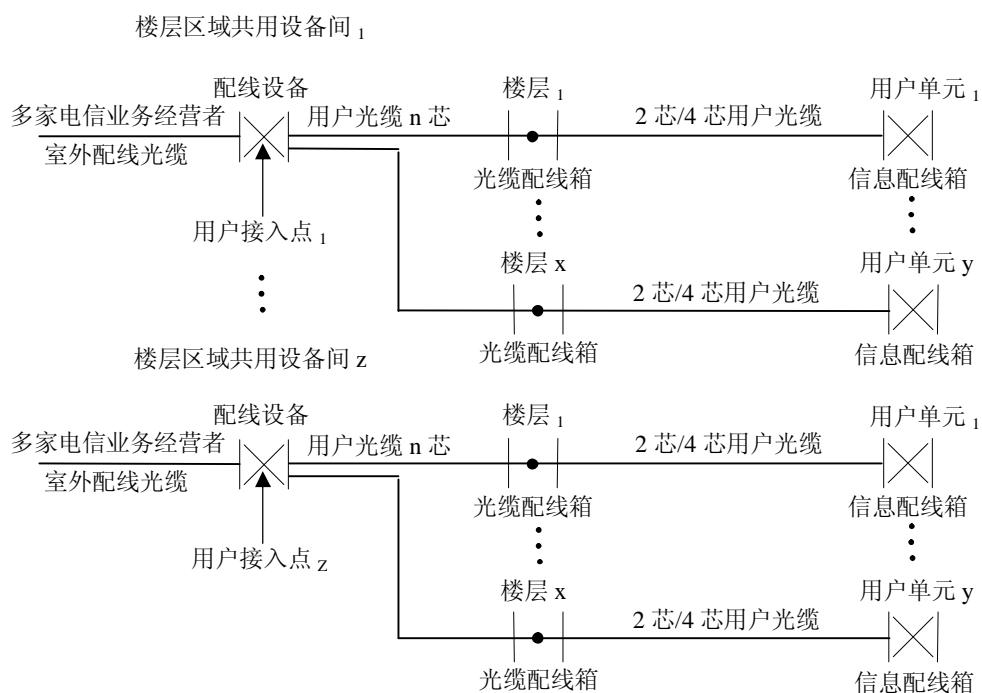 楼层区域共用设备间 1
配线设备 楼层 1 用户单元 1
多家电信业务经营者 用户光缆 n 芯 2 芯/4 芯用户光缆
室外配线光缆 光缆配线箱 信息配线箱
用户接入点 1
楼层 x 用户单元 y
2 芯/4 芯用户光缆
光缆配线箱 信息配线箱
楼层区域共用设备间 z
配线设备 楼层 1 用户单元 1
多家电信业务经营者 用户光缆 n 芯 2 芯/4 芯用户光缆
室外配线光缆 光缆配线箱 信息配线箱
用户接入点 Z
楼层 x 用户单元 y
2 芯/4 芯用户光缆
光缆配线箱 信息配线箱